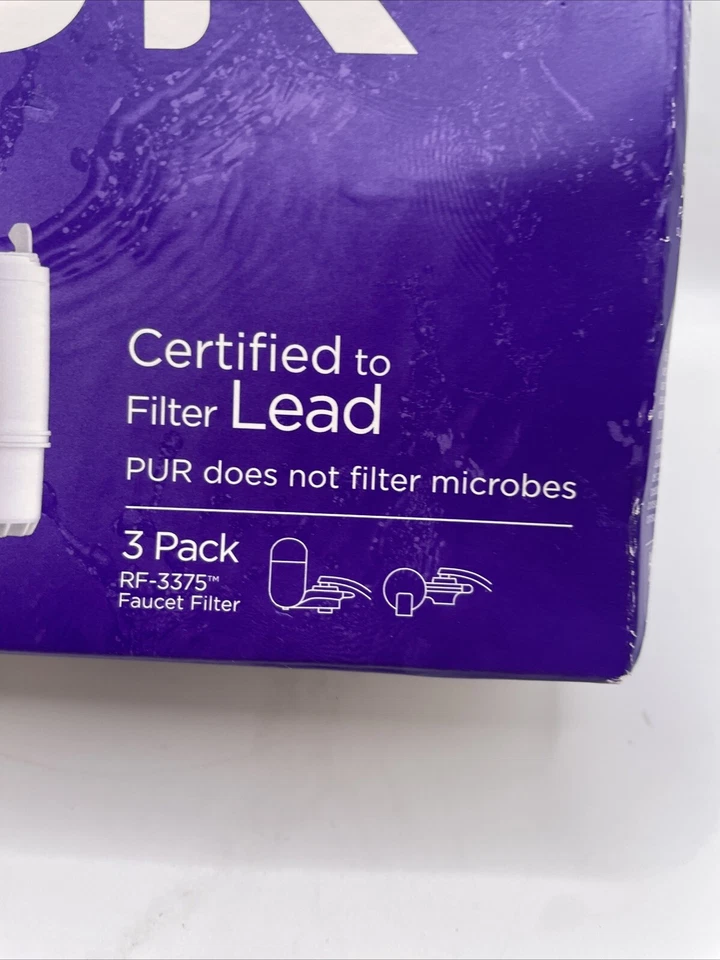 Certified to
Filter Lead
PUR does not filter microbes
3 Pack
RF-3375™
Faucet Filter